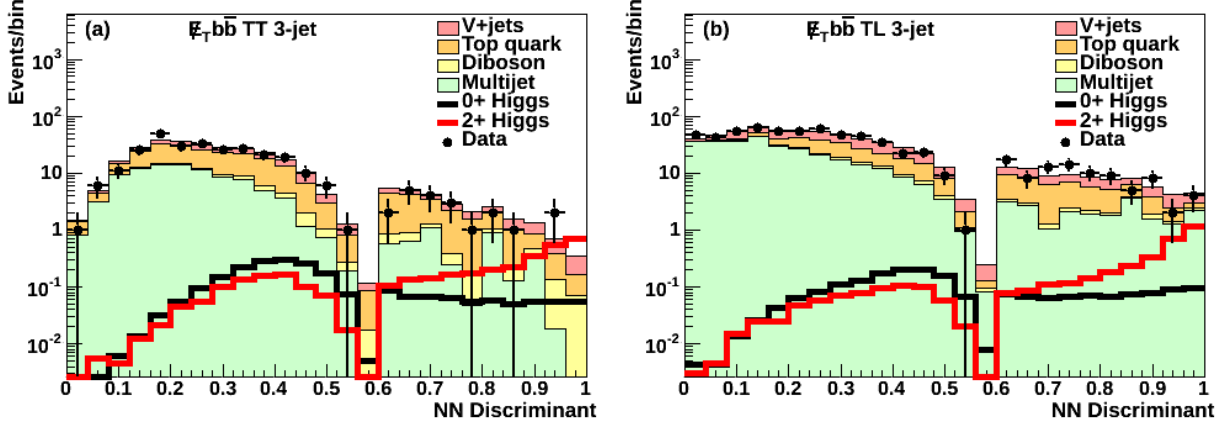 Events/bin
(a)
E̸_T bb̄ TT 3-jet
V+jets
Top quark
Diboson
Multijet
0+ Higgs
2+ Higgs
Data
10³
10²
10
1
10⁻¹
10⁻²
0 0.1 0.2 0.3 0.4 0.5 0.6 0.7 0.8 0.9 1
NN Discriminant
Events/bin
(b)
E̸_T bb̄ TL 3-jet
V+jets
Top quark
Diboson
Multijet
0+ Higgs
2+ Higgs
Data
10³
10²
10
1
10⁻¹
10⁻²
0 0.1 0.2 0.3 0.4 0.5 0.6 0.7 0.8 0.9 1
NN Discriminant